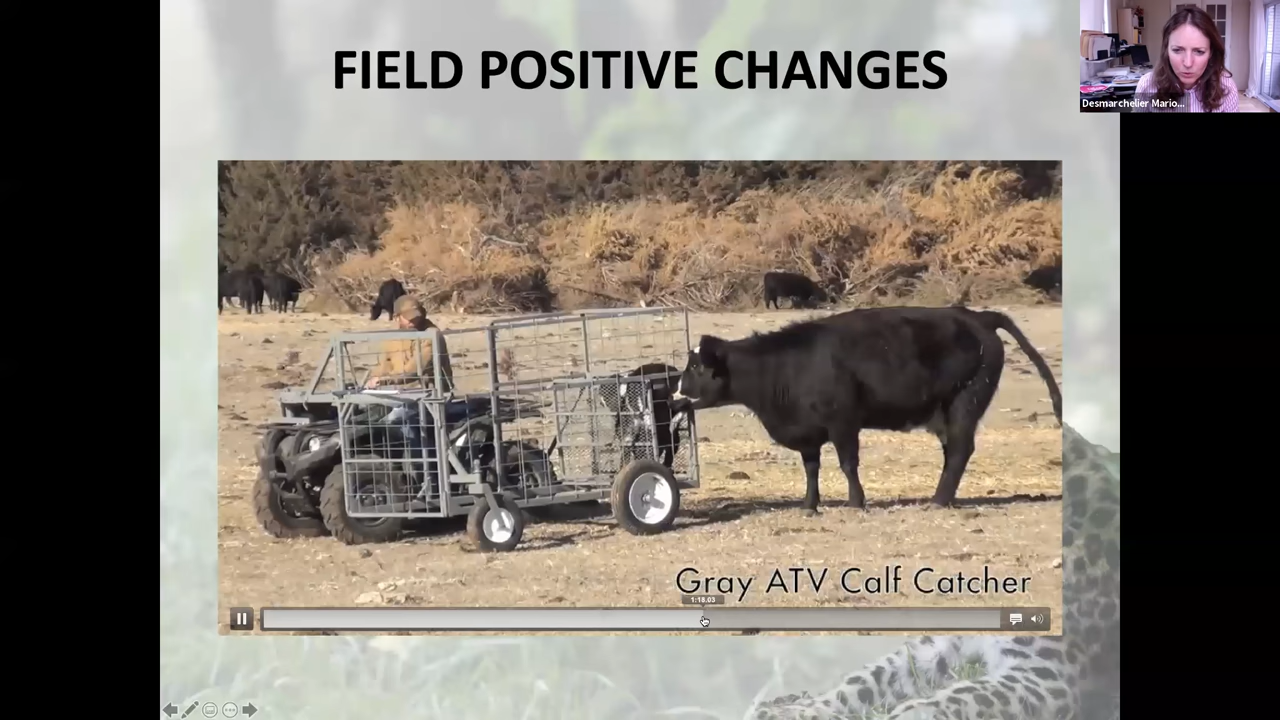 FIELD POSITIVE CHANGES
Desmarchelier Mario...
Gray ATV Calf Catcher
1:18.03